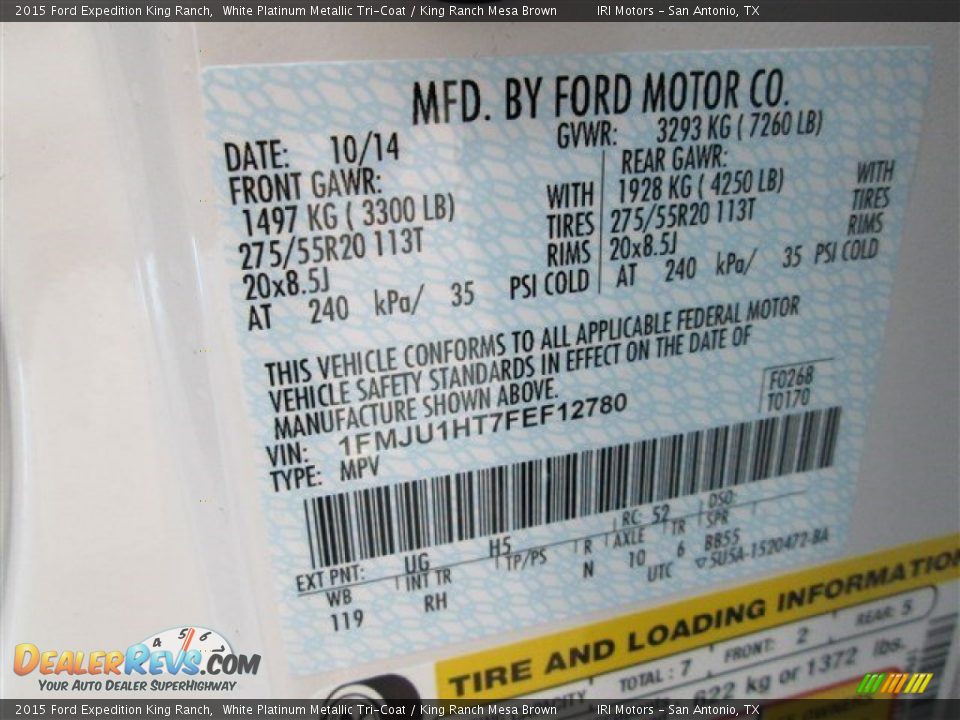 2015 Ford Expedition King Ranch, White Platinum Metallic Tri-Coat / King Ranch Mesa Brown IRI Motors - San Antonio, TX
MFD. BY FORD MOTOR CO.
DATE: 10/14 GVWR: 3293 KG ( 7260 LB)
FRONT GAWR: REAR GAWR:
1497 KG ( 3300 LB) WITH 1928 KG ( 4250 LB) WITH
275/55R20 113T TIRES 275/55R20 113T TIRES
20x8.5J RIMS 20x8.5J RIMS
AT 240 kPa/ 35 PSI COLD AT 240 kPa/ 35 PSI COLD
THIS VEHICLE CONFORMS TO ALL APPLICABLE FEDERAL MOTOR
VEHICLE SAFETY STANDARDS IN EFFECT ON THE DATE OF
MANUFACTURE SHOWN ABOVE.
F0268
T0170
VIN: 1FMJU1HT7FEF12780
TYPE: MPV
EXT PNT: UG H5 RC: 52 DSO:
WB INT TR TP/PS R AXLE TR SPR
119 RH N 10 6 BB55
UTC ▽ SU5A-1520472-BA
TIRE AND LOADING INFORMATION
CAPACITY TOTAL : 7 FRONT: 2 REAR: 5
622 kg or 1372 lbs.
DEALERREVS.COM
YOUR AUTO DEALER SUPERHIGHWAY
4 5 6
2015 Ford Expedition King Ranch, White Platinum Metallic Tri-Coat / King Ranch Mesa Brown IRI Motors - San Antonio, TX